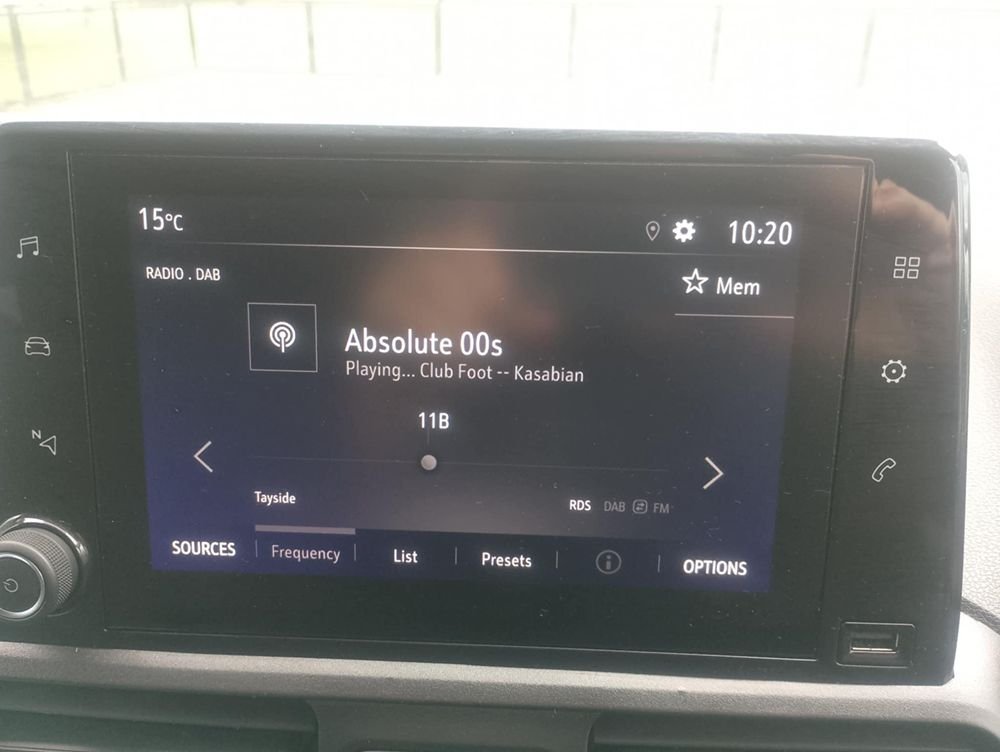 15°C
10:20
RADIO . DAB
Mem
Absolute 00s
Playing... Club Foot -- Kasabian
11B
N
Tayside
RDS DAB FM
SOURCES Frequency List Presets OPTIONS